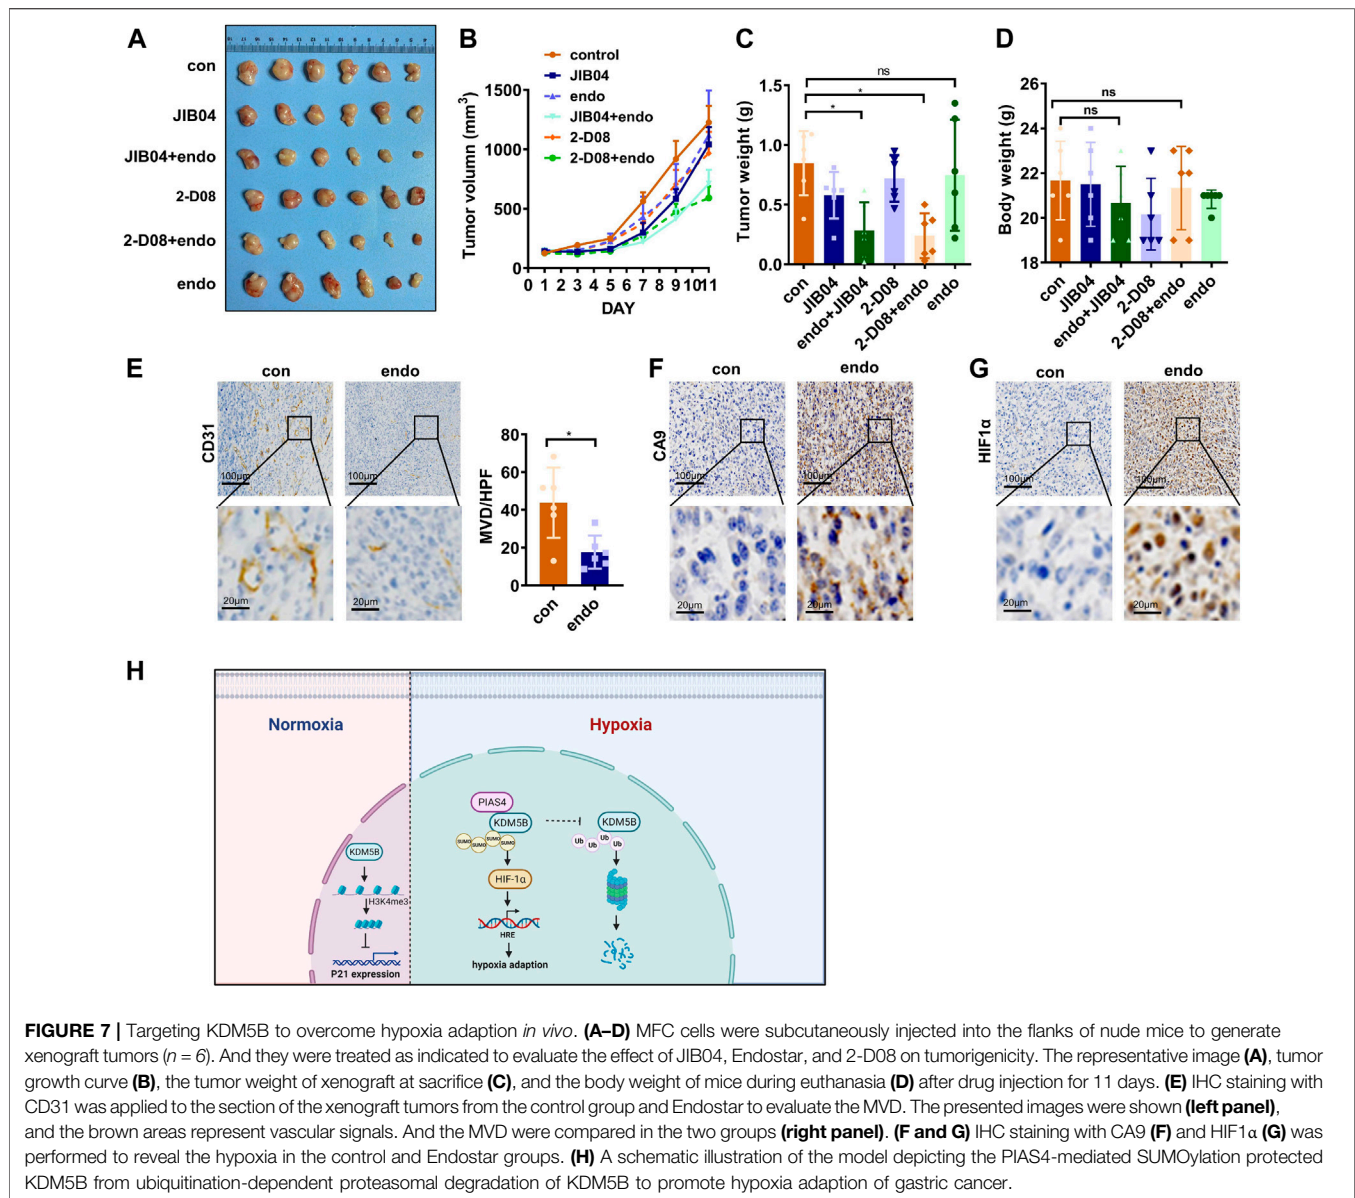 A
con
JIB04
JIB04+endo
2-D08
2-D08+endo
endo
B
control
JIB04
endo
JIB04+endo
2-D08
2-D08+endo
Tumor volumn (mm³)
1500
1000
500
0
0 1 2 3 4 5 6 7 8 9 10 11
DAY
C
ns
*
*
Tumor weight (g)
1.5
1.0
0.5
0.0
con
JIB04
endo+JIB04
2-D08
2-D08+endo
endo
D
ns
ns
Body weight (g)
26
24
22
20
18
con
JIB04
endo+JIB04
2-D08
2-D08+endo
endo
E
con endo
CD31
100μm 100μm
20μm 20μm
*
MVD/HPF
80
60
40
20
0
con
endo
F
con endo
CA9
100μm 100μm
20μm 20μm
G
con endo
HIF1α
100μm 100μm
20μm 20μm
H
Normoxia
Hypoxia
KDM5B
H3K4me3
P21 expression
PIAS4
KDM5B
SUMO SUMO SUMO SUMO
HIF-1α
HRE
hypoxia adaption
KDM5B
Ub Ub Ub Ub
FIGURE 7 | Targeting KDM5B to overcome hypoxia adaption in vivo. (A–D) MFC cells were subcutaneously injected into the flanks of nude mice to generate
xenograft tumors (n = 6). And they were treated as indicated to evaluate the effect of JIB04, Endostar, and 2-D08 on tumorigenicity. The representative image (A), tumor
growth curve (B), the tumor weight of xenograft at sacrifice (C), and the body weight of mice during euthanasia (D) after drug injection for 11 days. (E) IHC staining with
CD31 was applied to the section of the xenograft tumors from the control group and Endostar to evaluate the MVD. The presented images were shown (left panel),
and the brown areas represent vascular signals. And the MVD were compared in the two groups (right panel). (F and G) IHC staining with CA9 (F) and HIF1α (G) was
performed to reveal the hypoxia in the control and Endostar groups. (H) A schematic illustration of the model depicting the PIAS4-mediated SUMOylation protected
KDM5B from ubiquitination-dependent proteasomal degradation of KDM5B to promote hypoxia adaption of gastric cancer.